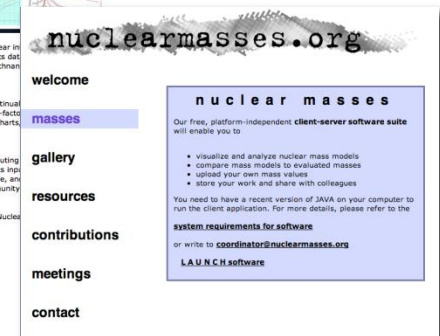 nuclearmasses.org
welcome
masses
gallery
resources
contributions
meetings
contact
nuclear masses
Our free, platform-independent client-server software suite
will enable you to
• visualize and analyze nuclear mass models
• compare mass models to evaluated masses
• upload your own mass values
• store your work and share with colleagues
You need to have a recent version of JAVA on your computer to
run the client application. For more details, please refer to the
system requirements for software
or write to coordinator@nuclearmasses.org
LAUNCH software